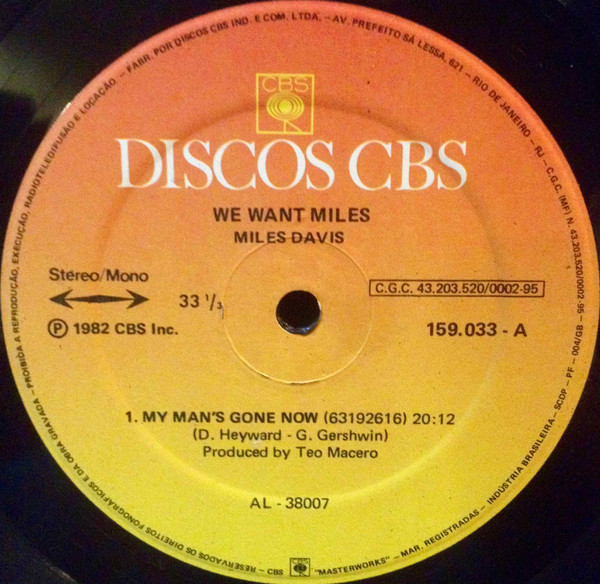 CBS
DISCOS CBS
WE WANT MILES
MILES DAVIS
Stereo/Mono
33 1/3
C.G.C. 43.203.520/0002-95
℗ 1982 CBS Inc.
159.033 - A
1. MY MAN'S GONE NOW (63192616) 20:12
(D. Heyward - G. Gershwin)
Produced by Teo Macero
AL - 38007
FABR. POR DISCOS CBS IND. E COM. LTDA. - AV. PREFEITO SÁ LESSA, 621 - RIO DE JANEIRO - RJ - C.G.C. (MF) N. 43.203.520/0002-95 - SCDP - PF - 004/GB - INDÚSTRIA BRASILEIRA - MAR. REGISTRADAS - "MASTERWORKS" - CBS - RESERVADOS OS DIREITOS FONOGRÁFICOS E DA OBRA GRAVADA - PROIBIDA A REPRODUÇÃO, EXECUÇÃO, RADIOTELEDIFUSÃO E LOCAÇÃO -